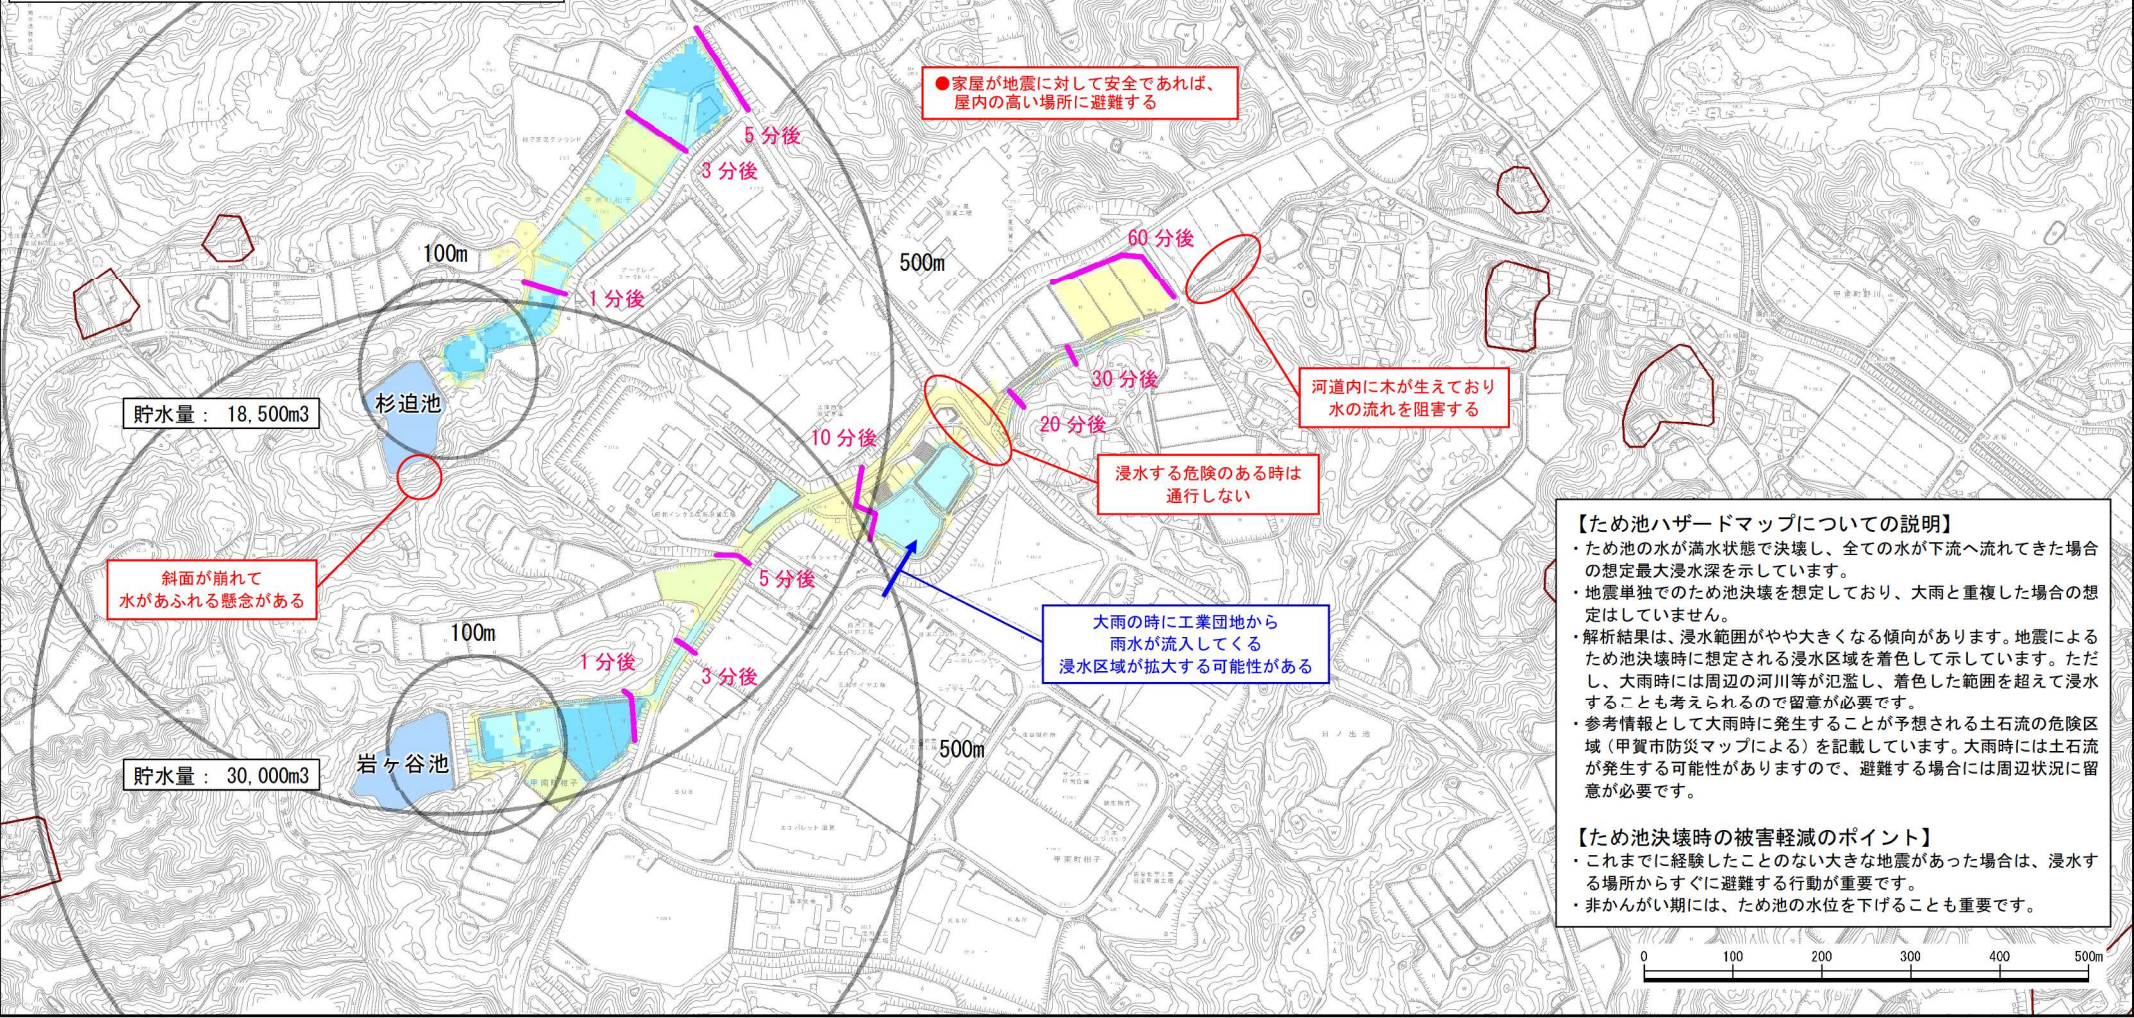 ●家屋が地震に対して安全であれば、
屋内の高い場所に避難する
5分後
3分後
60分後
100m
500m
1分後
30分後
河道内に木が生えており
水の流れを阻害する
杉迫池
貯水量： 18,500m3
20分後
10分後
浸水する危険のある時は
通行しない
斜面が崩れて
水があふれる懸念がある
5分後
大雨の時に工業団地から
雨水が流入してくる
浸水区域が拡大する可能性がある
100m
1分後
3分後
500m
岩ヶ谷池
貯水量： 30,000m3
甲南町柑子
甲南町柑子
甲南町柑子
甲南町野川
【ため池ハザードマップについての説明】
・ため池の水が満水状態で決壊し、全ての水が下流へ流れてきた場合
の想定最大浸水深を示しています。
・地震単独でのため池決壊を想定しており、大雨と重複した場合の想
定はしていません。
・解析結果は、浸水範囲がやや大きくなる傾向があります。地震による
ため池決壊時に想定される浸水区域を着色して示しています。ただ
し、大雨時には周辺の河川等が氾濫し、着色した範囲を超えて浸水
することも考えられるので留意が必要です。
・参考情報として大雨時に発生することが予想される土石流の危険区
域（甲賀市防災マップによる）を記載しています。大雨時には土石流
が発生する可能性がありますので、避難する場合には周辺状況に留
意が必要です。
【ため池決壊時の被害軽減のポイント】
・これまでに経験したことのない大きな地震があった場合は、浸水す
る場所からすぐに避難する行動が重要です。
・非かんがい期には、ため池の水位を下げることも重要です。
0 100 200 300 400 500m